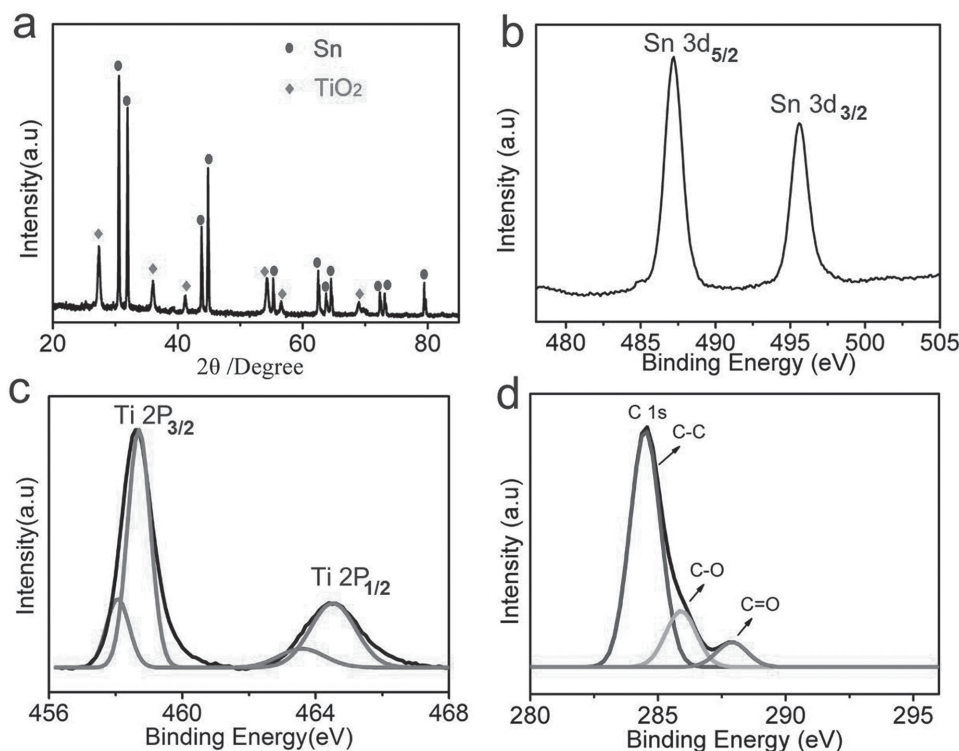 a
Sn
TiO2
Intensity(a.u)
20 40 60 80
2θ /Degree
b
Sn 3d5/2
Sn 3d3/2
Intensity (a.u)
480 485 490 495 500 505
Binding Energy (eV)
c
Ti 2P3/2
Ti 2P1/2
Intensity(a.u)
456 460 464 468
Binding Energy(eV)
d
C 1s
C-C
C-O
C=O
Intensity (a.u)
280 285 290 295
Binding Energy (eV)